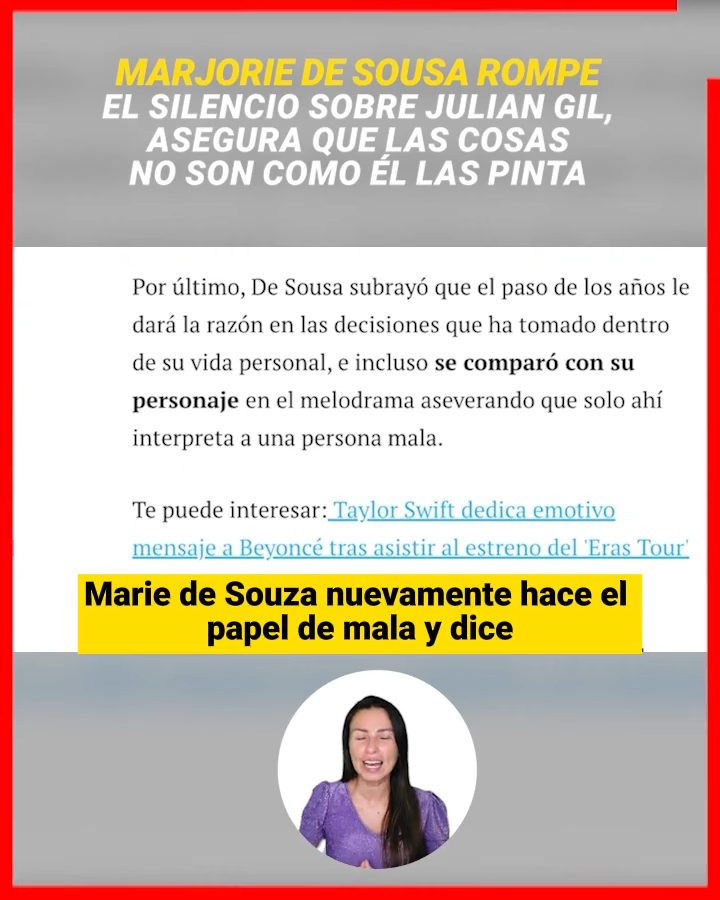 MARJORIE DE SOUSA ROMPE
EL SILENCIO SOBRE JULIAN GIL,
ASEGURA QUE LAS COSAS
NO SON COMO ÉL LAS PINTA
Por último, De Sousa subrayó que el paso de los años le
dará la razón en las decisiones que ha tomado dentro
de su vida personal, e incluso se comparó con su
personaje en el melodrama aseverando que solo ahí
interpreta a una persona mala.
Te puede interesar: Taylor Swift dedica emotivo
mensaje a Beyoncé tras asistir al estreno del 'Eras Tour'
Marie de Souza nuevamente hace el
papel de mala y dice